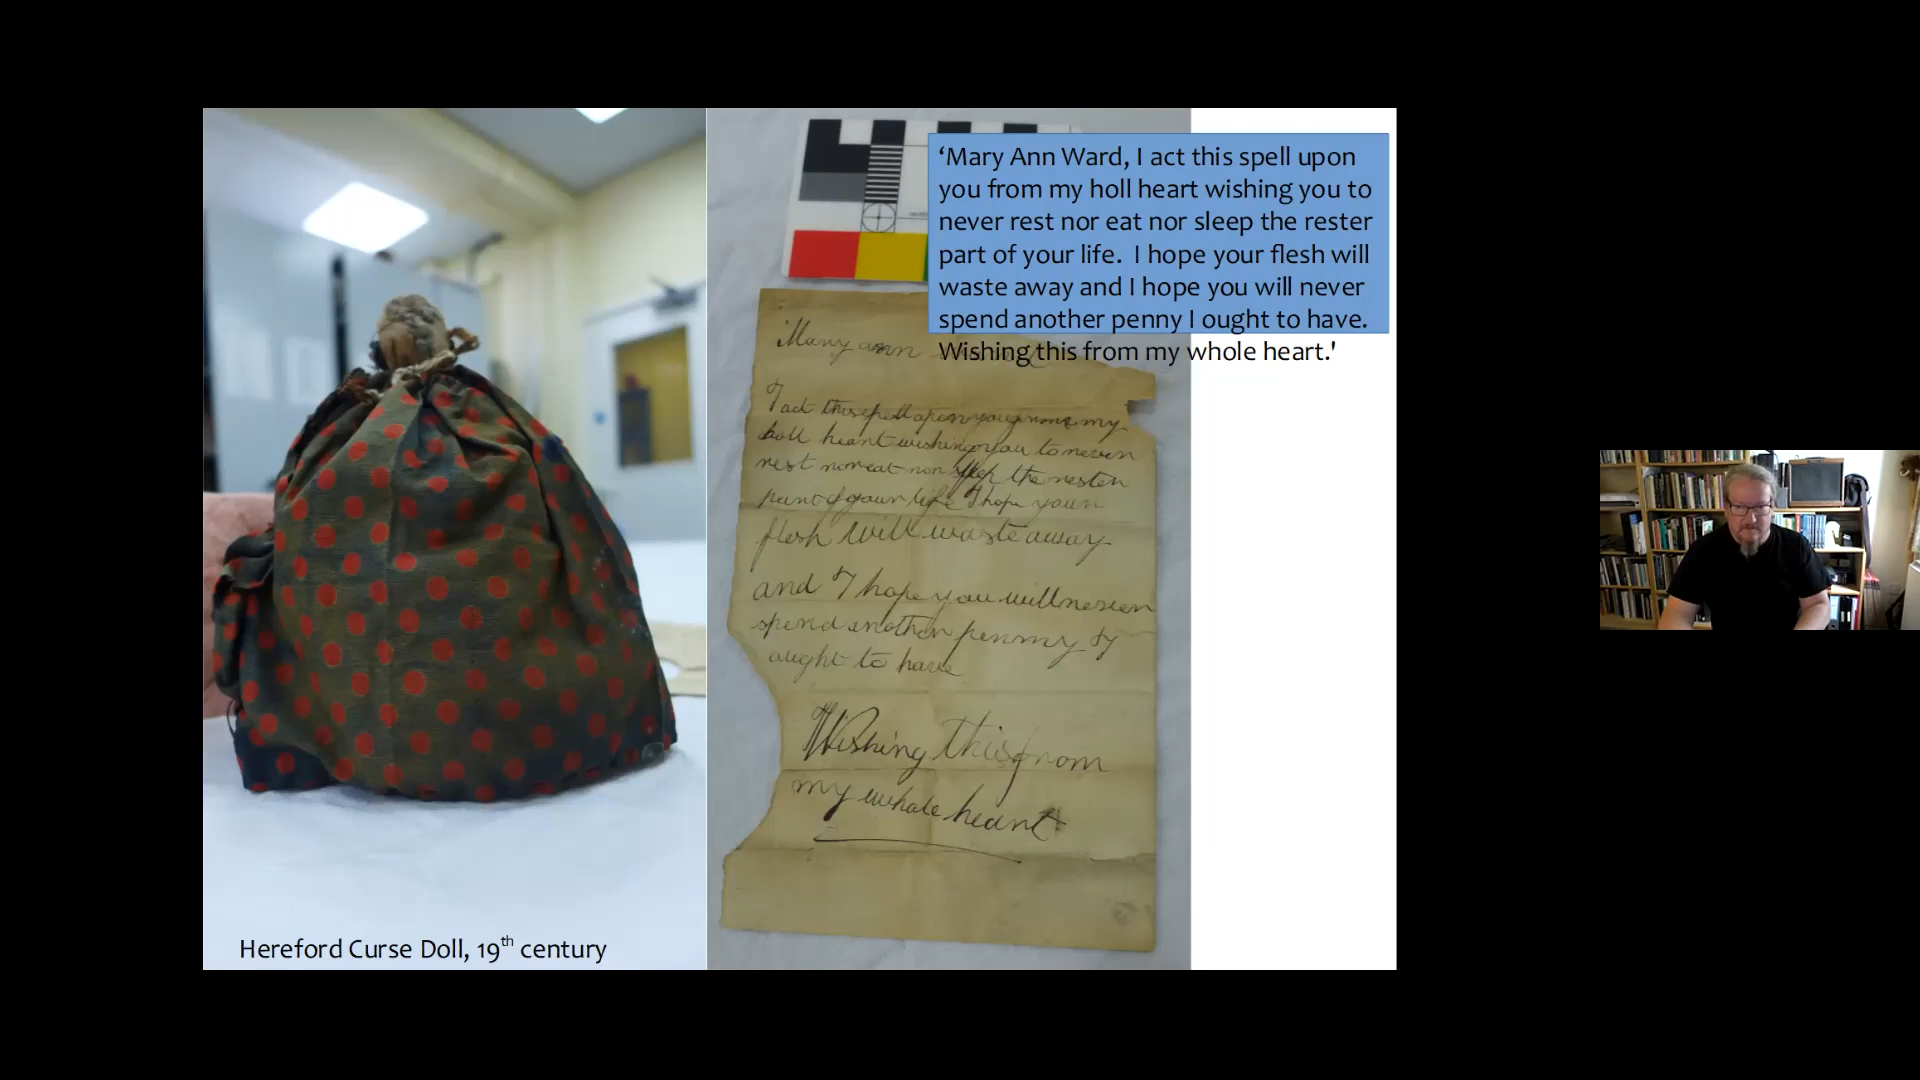 ‘Mary Ann Ward, I act this spell upon
you from my holl heart wishing you to
never rest nor eat nor sleep the rester
part of your life.  I hope your flesh will
waste away and I hope you will never
spend another penny I ought to have.
Wishing this from my whole heart.'
Mary ann
I act this spell upon you from my
holl heart wishing you to never
rest nor eat nor sleep the rester
part of your life I hope your
flesh will waste away
and I hope you will never
spend another penny I
ought to have
Wishing this from
my whole heart
Hereford Curse Doll, 19th century